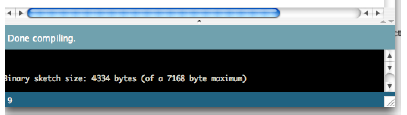 Done compiling.
Binary sketch size: 4334 bytes (of a 7168 byte maximum)
9